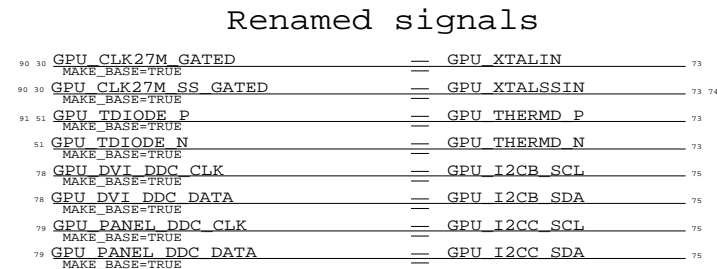 Renamed signals
90 30 GPU_CLK27M_GATED GPU_XTALIN 73
MAKE_BASE=TRUE
90 30 GPU_CLK27M_SS_GATED GPU_XTALSSIN 73 74
MAKE_BASE=TRUE
91 51 GPU_TDIODE_P GPU_THERMD_P 73
MAKE_BASE=TRUE
51 GPU_TDIODE_N GPU_THERMD_N 73
MAKE_BASE=TRUE
78 GPU_DVI_DDC_CLK GPU_I2CB_SCL 75
MAKE_BASE=TRUE
78 GPU_DVI_DDC_DATA GPU_I2CB_SDA 75
MAKE_BASE=TRUE
79 GPU_PANEL_DDC_CLK GPU_I2CC_SCL 75
MAKE_BASE=TRUE
79 GPU_PANEL_DDC_DATA GPU_I2CC_SDA 75
MAKE_BASE=TRUE